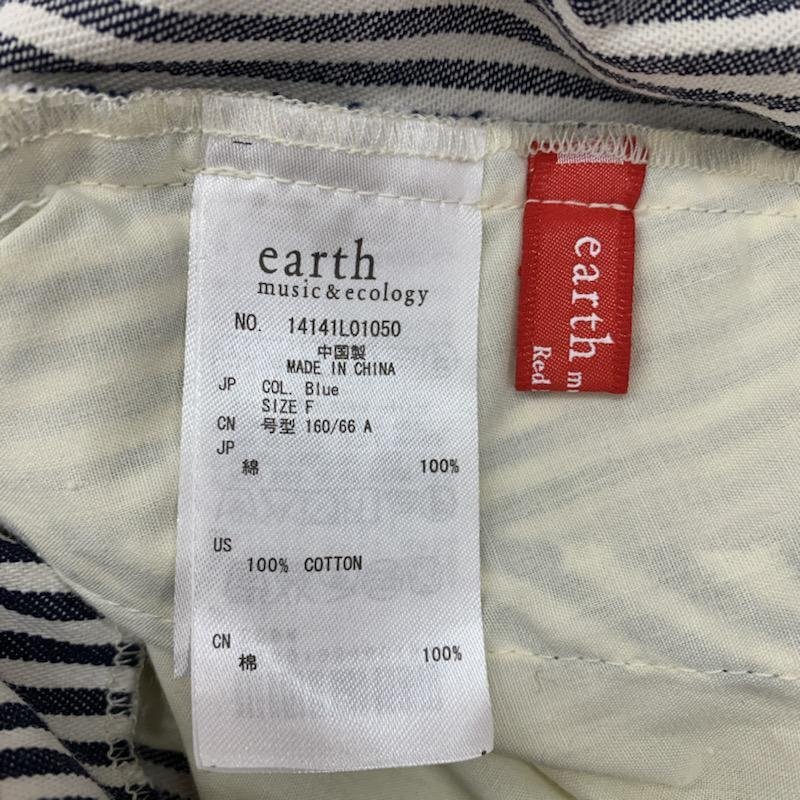 earth
music & ecology
NO. 14141L01050
中国製
MADE IN CHINA
JP COL. Blue
SIZE F
CN 号型 160/66 A
JP
綿 100%
US
100% COTTON
CN
棉 100%
earth
Red